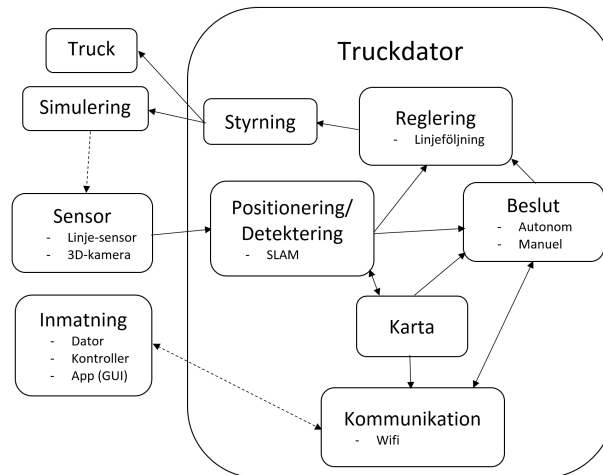 Truckdator
Truck
Simulering
Styrning
Reglering
- Linjeföljning
Sensor
- Linje-sensor
- 3D-kamera
Positionering/
Detektering
- SLAM
Beslut
- Autonom
- Manuel
Inmatning
- Dator
- Kontroller
- App (GUI)
Karta
Kommunikation
- Wifi